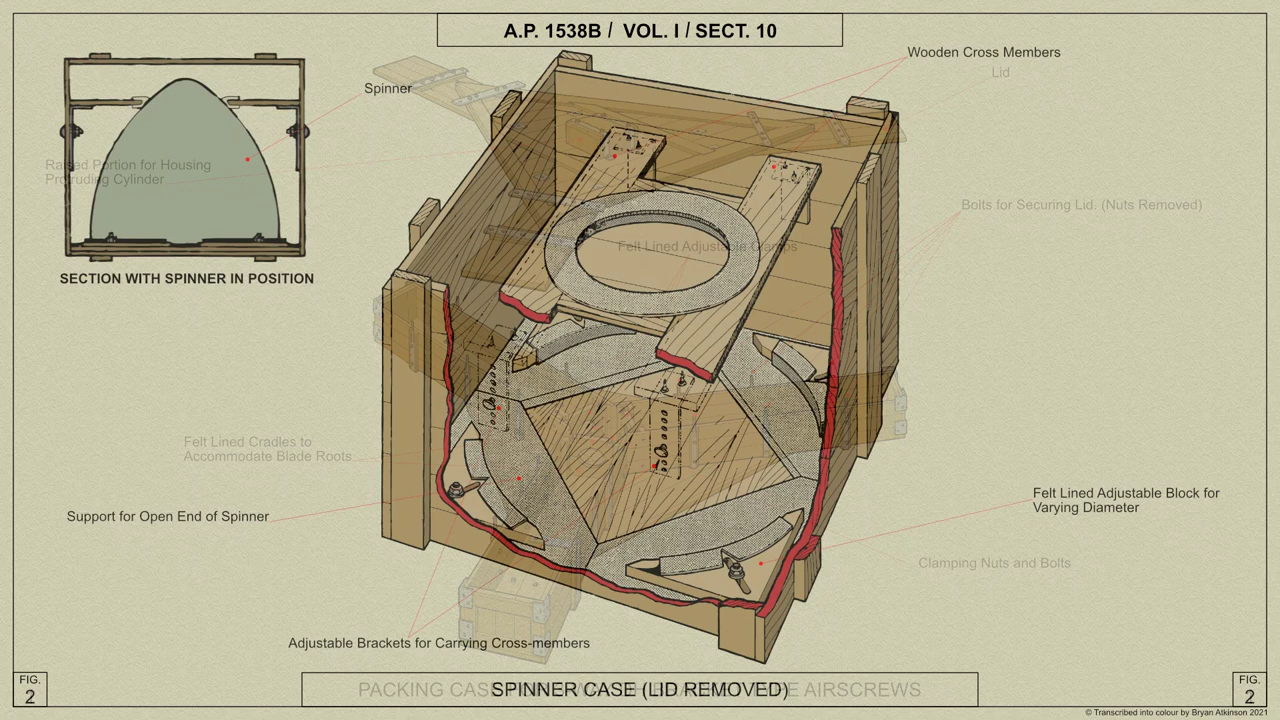 A.P. 1538B / VOL. I / SECT. 10
Wooden Cross Members
Lid
Spinner
Raised Portion for Housing
Protruding Cylinder
Bolts for Securing Lid. (Nuts Removed)
Felt Lined Adjustable Clamps
SECTION WITH SPINNER IN POSITION
Felt Lined Cradles to
Accommodate Blade Roots
Felt Lined Adjustable Block for
Varying Diameter
Support for Open End of Spinner
Clamping Nuts and Bolts
Adjustable Brackets for Carrying Cross-members
FIG.
2
SPINNER CASE (LID REMOVED)
PACKING CASE AIRSCREWS
FIG.
2
© Transcribed into colour by Bryan Atkinson 2021